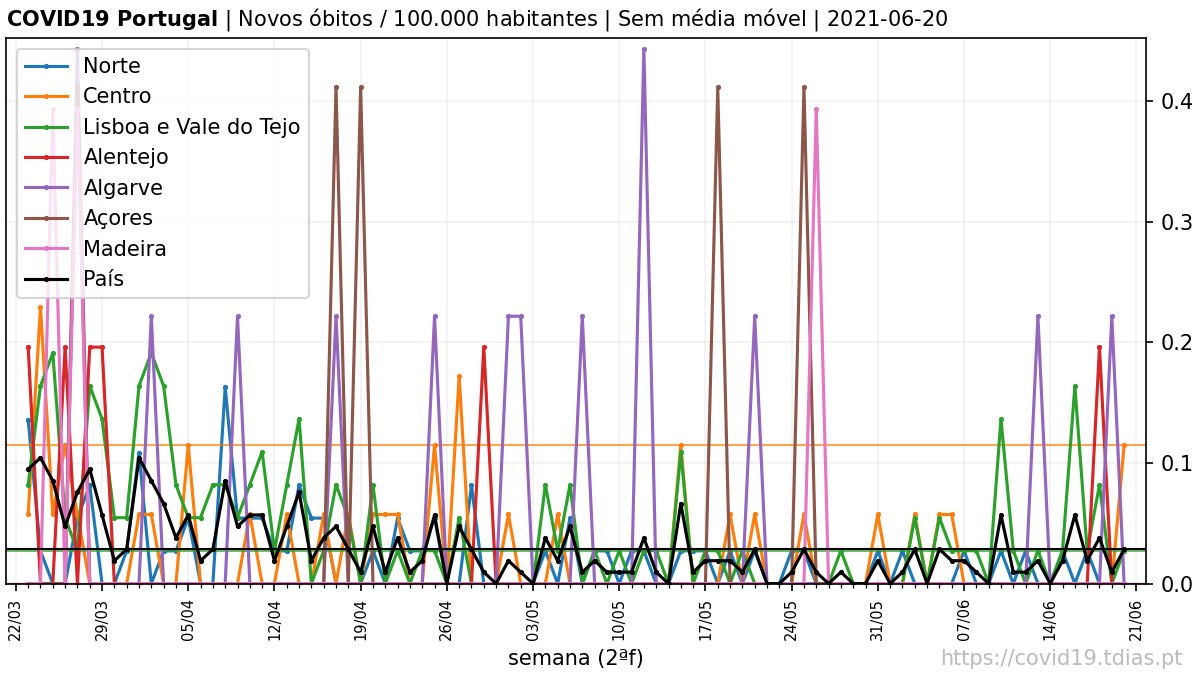 COVID19 Portugal | Novos óbitos / 100.000 habitantes | Sem média móvel | 2021-06-20
Norte
Centro
Lisboa e Vale do Tejo
Alentejo
Algarve
Açores
Madeira
País
0.4
0.3
0.2
0.1
0.0
22/03 29/03 05/04 12/04 19/04 26/04 03/05 10/05 17/05 24/05 31/05 07/06 14/06 21/06
semana (2ªf)
https://covid19.tdias.pt